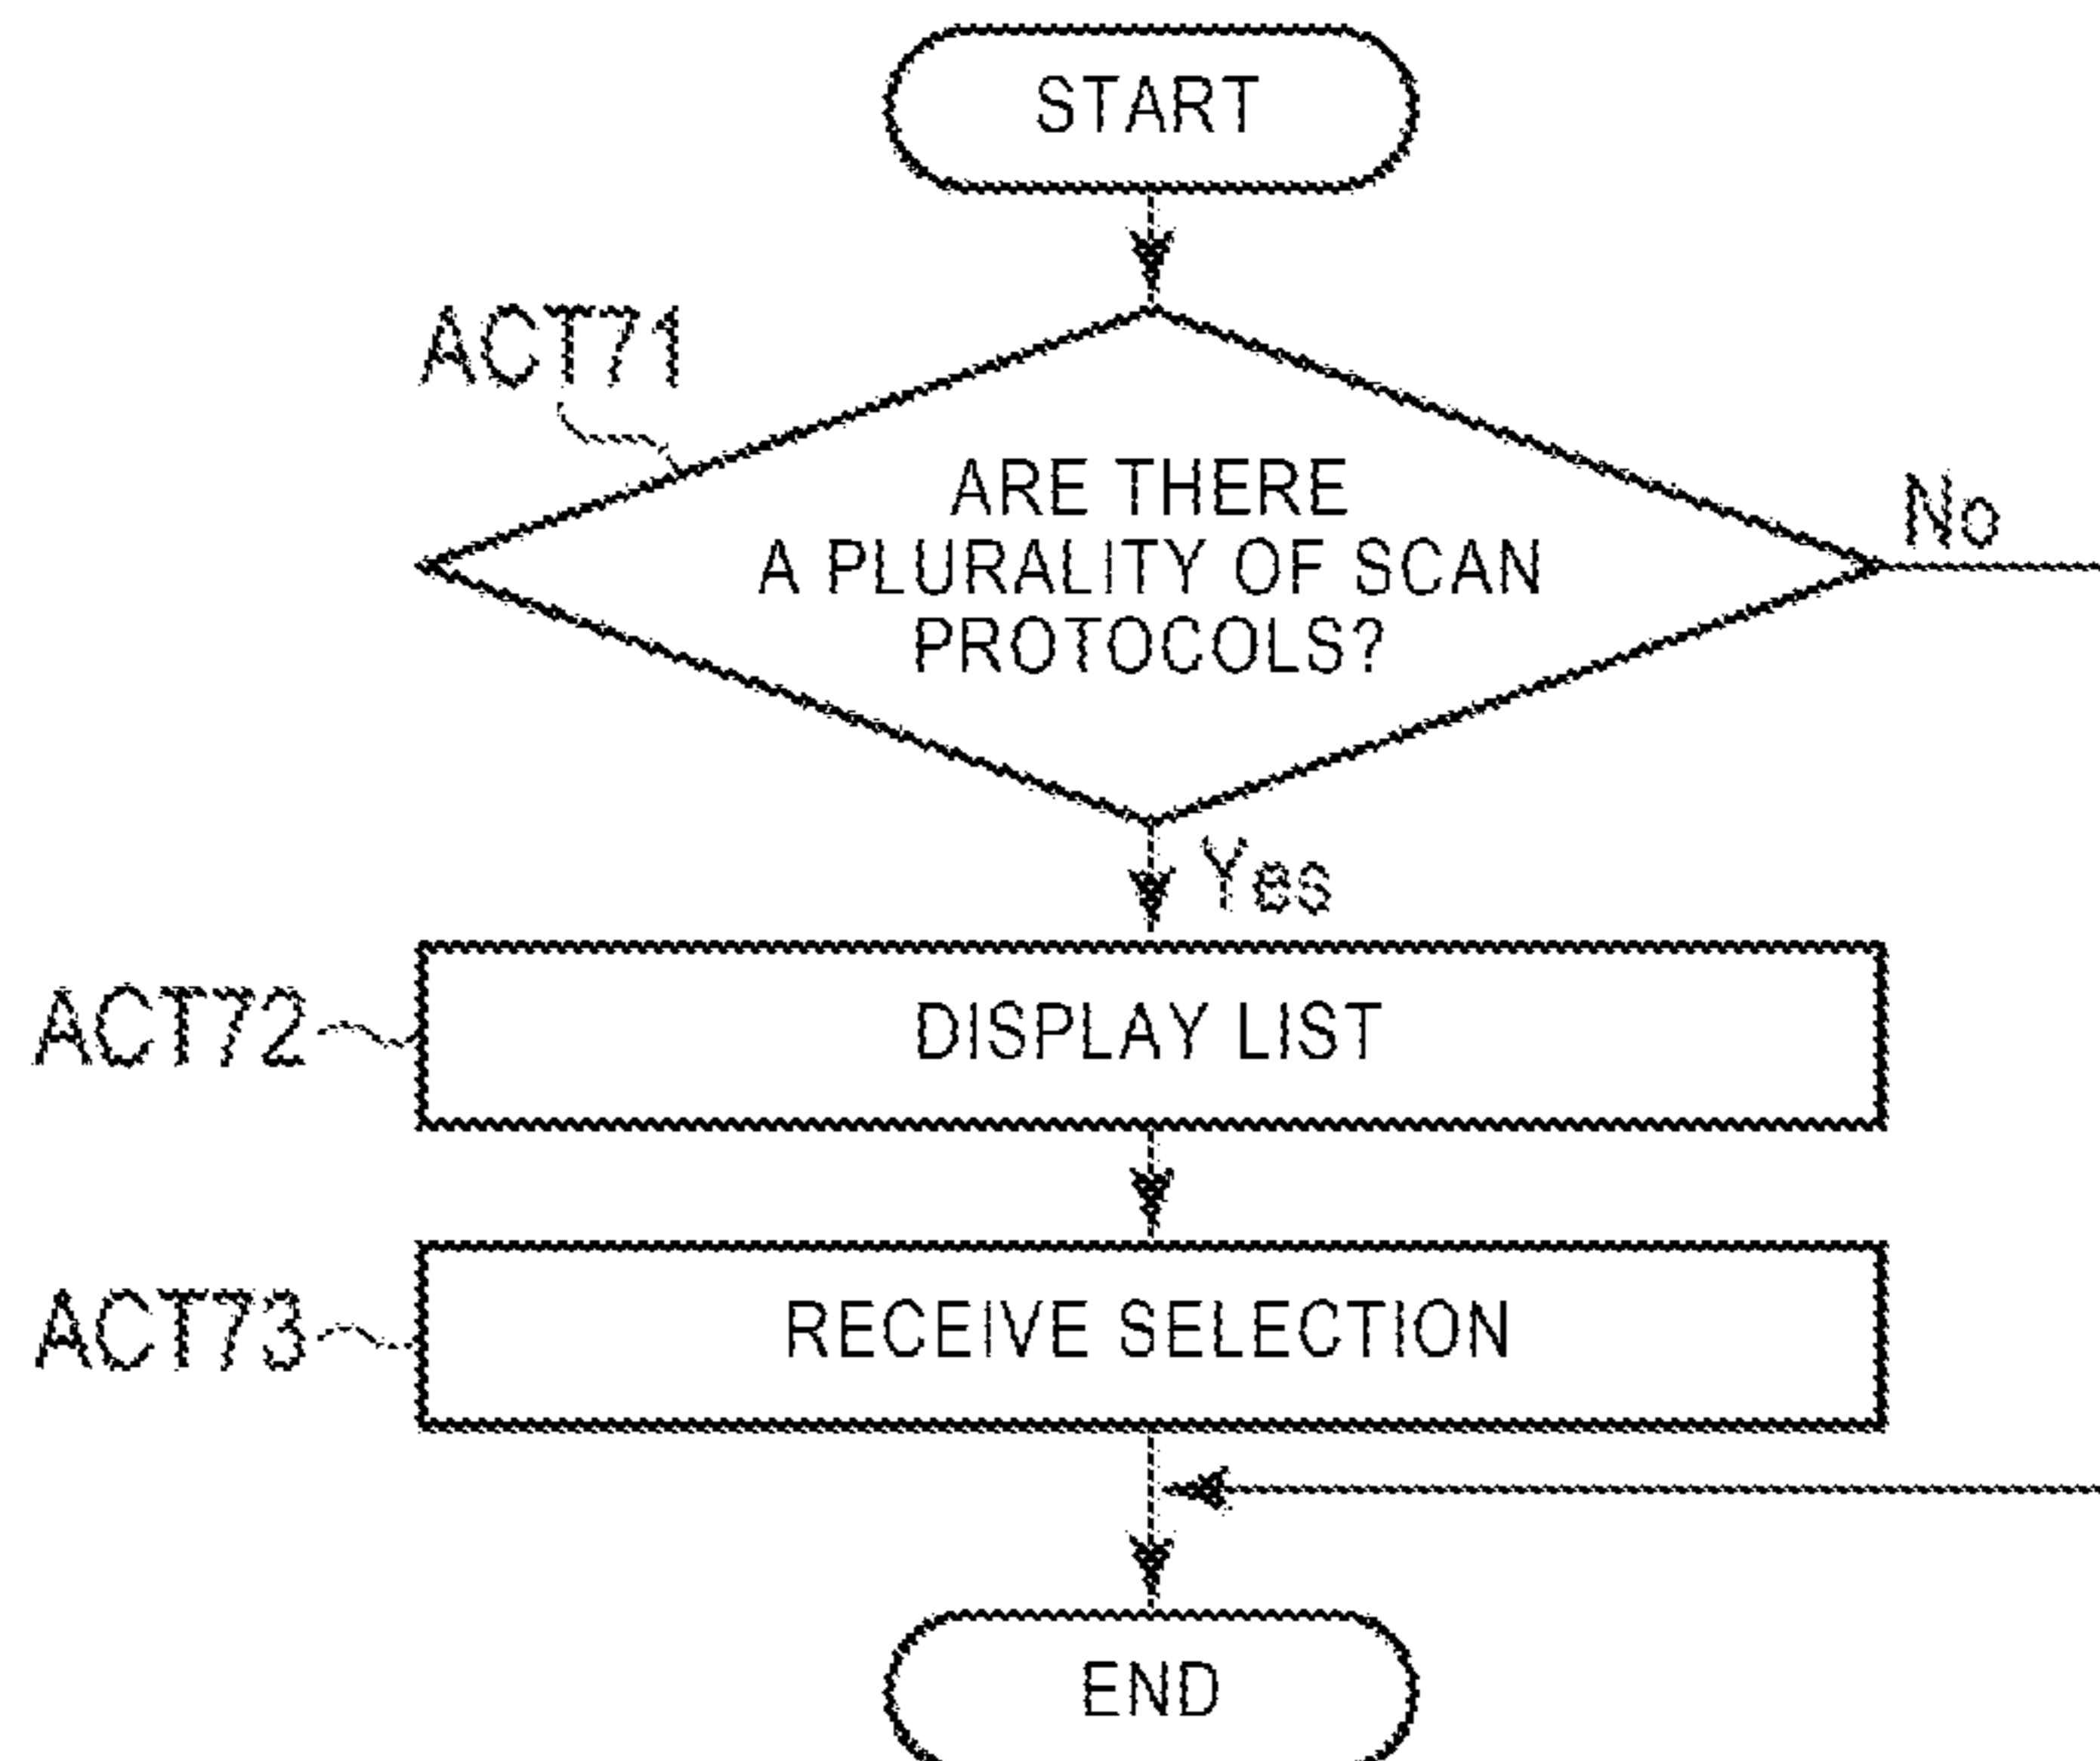 START
ACT71
ARE THERE
A PLURALITY OF SCAN
PROTOCOLS?
No
Yes
ACT72
DISPLAY LIST
ACT73
RECEIVE SELECTION
END